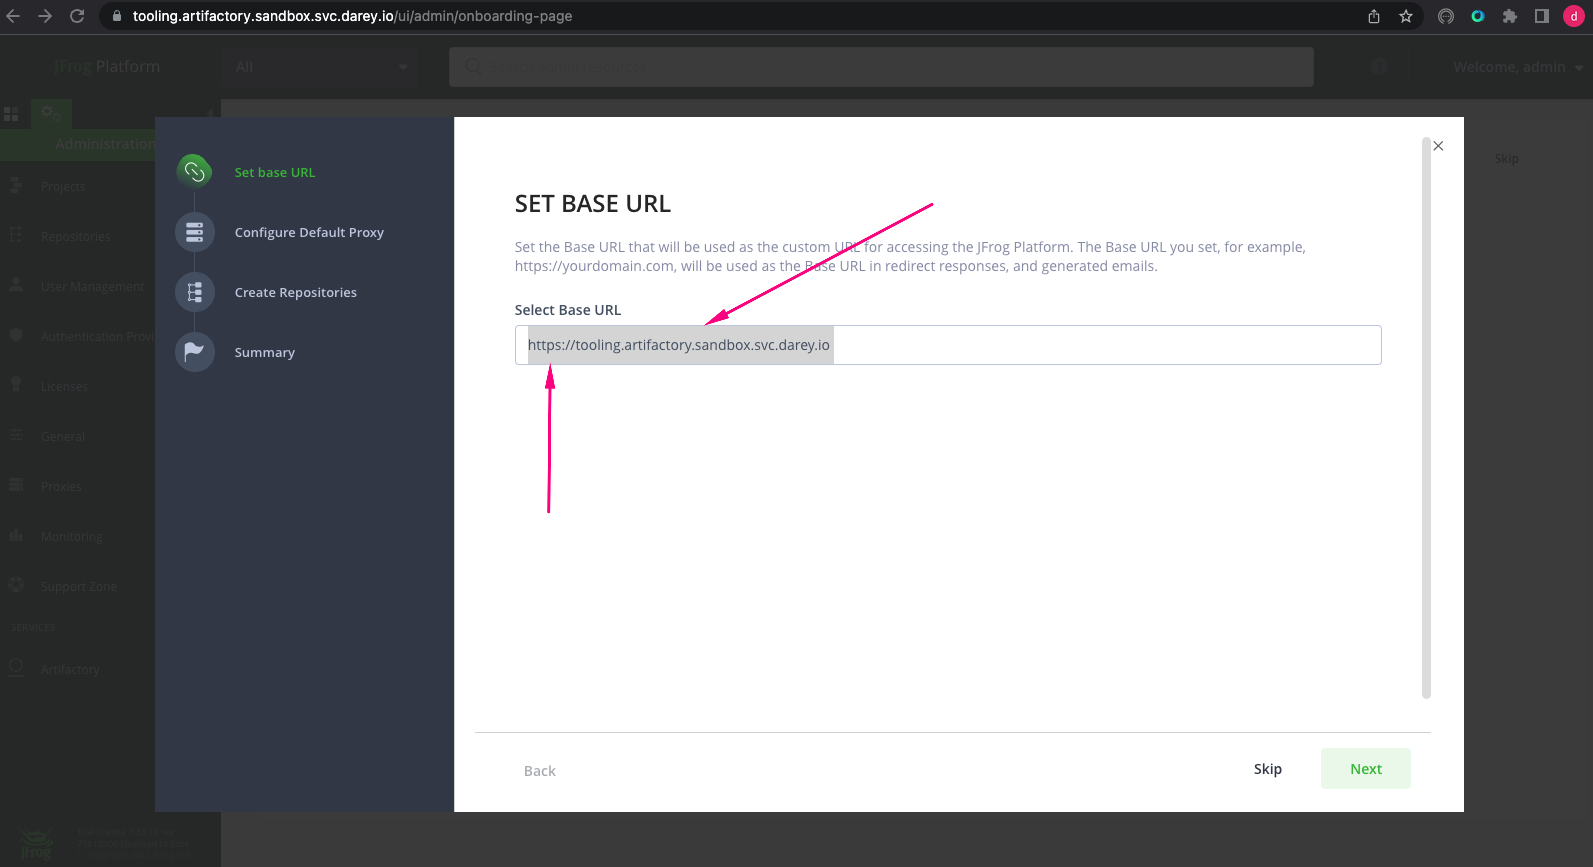 tooling.artifactory.sandbox.svc.darey.io/ui/admin/onboarding-page
d
JFrog Platform
All
Search admin resources
Welcome, admin
Administration
Skip
Projects
Repositories
User Management
Authentication Provi
Licenses
General
Proxies
Monitoring
Support Zone
SERVICES
Artifactory
JFrog
Set base URL
Configure Default Proxy
Create Repositories
Summary
SET BASE URL
Set the Base URL that will be used as the custom URL for accessing the JFrog Platform. The Base URL you set, for example,
https://yourdomain.com, will be used as the Base URL in redirect responses, and generated emails.
Select Base URL
https://tooling.artifactory.sandbox.svc.darey.io
Back
Skip
Next